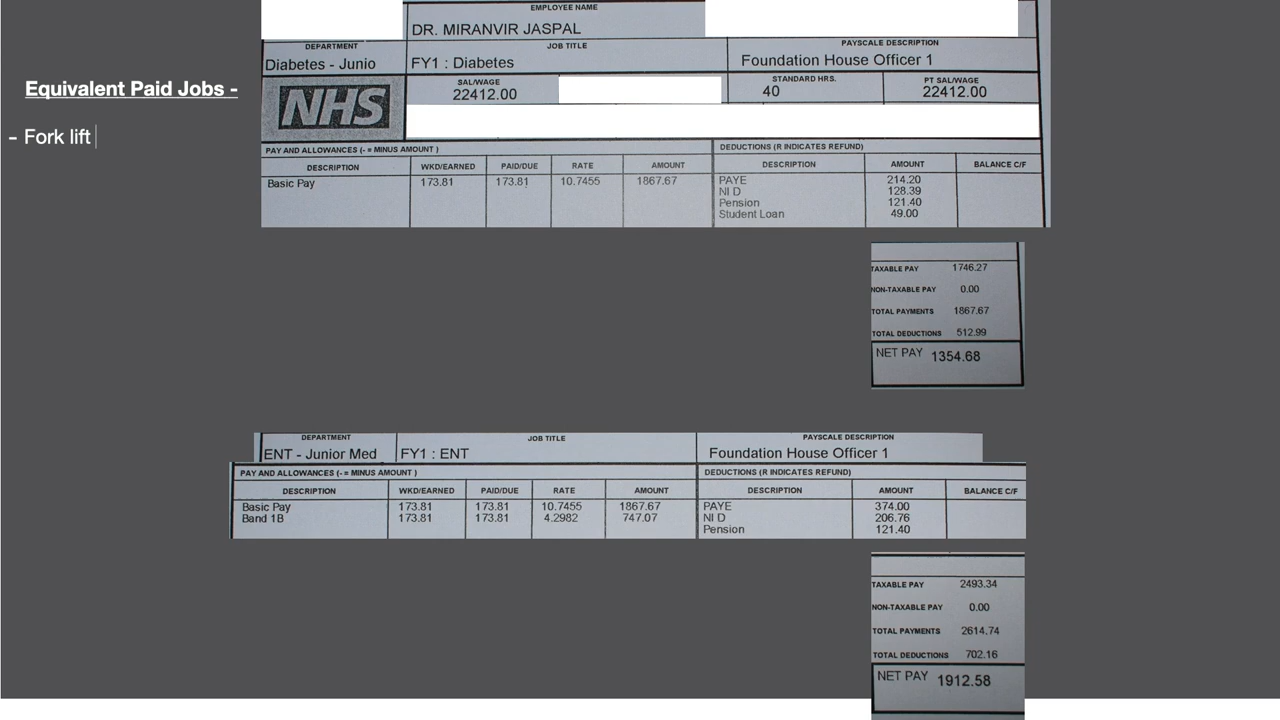 EMPLOYEE NAME
DR. MIRANVIR JASPAL
DEPARTMENT JOB TITLE PAYSCALE DESCRIPTION
Diabetes - Junio FY1 : Diabetes Foundation House Officer 1
Equivalent Paid Jobs -
- Fork lift
NHS
SAL/WAGE STANDARD HRS. PT SAL/WAGE
22412.00 40 22412.00
PAY AND ALLOWANCES (- = MINUS AMOUNT ) DEDUCTIONS (R INDICATES REFUND)
DESCRIPTION WKD/EARNED PAID/DUE RATE AMOUNT DESCRIPTION AMOUNT BALANCE C/F
Basic Pay 173.81 173.81 10.7455 1867.67 PAYE 214.20
NI D 128.39
Pension 121.40
Student Loan 49.00
TAXABLE PAY 1746.27
NON-TAXABLE PAY 0.00
TOTAL PAYMENTS 1867.67
TOTAL DEDUCTIONS 512.99
NET PAY 1354.68
DEPARTMENT JOB TITLE PAYSCALE DESCRIPTION
ENT - Junior Med FY1 : ENT Foundation House Officer 1
PAY AND ALLOWANCES (- = MINUS AMOUNT ) DEDUCTIONS (R INDICATES REFUND)
DESCRIPTION WKD/EARNED PAID/DUE RATE AMOUNT DESCRIPTION AMOUNT BALANCE C/F
Basic Pay 173.81 173.81 10.7455 1867.67 PAYE 374.00
Band 1B 173.81 173.81 4.2982 747.07 NI D 206.76
Pension 121.40
TAXABLE PAY 2493.34
NON-TAXABLE PAY 0.00
TOTAL PAYMENTS 2614.74
TOTAL DEDUCTIONS 702.16
NET PAY 1912.58